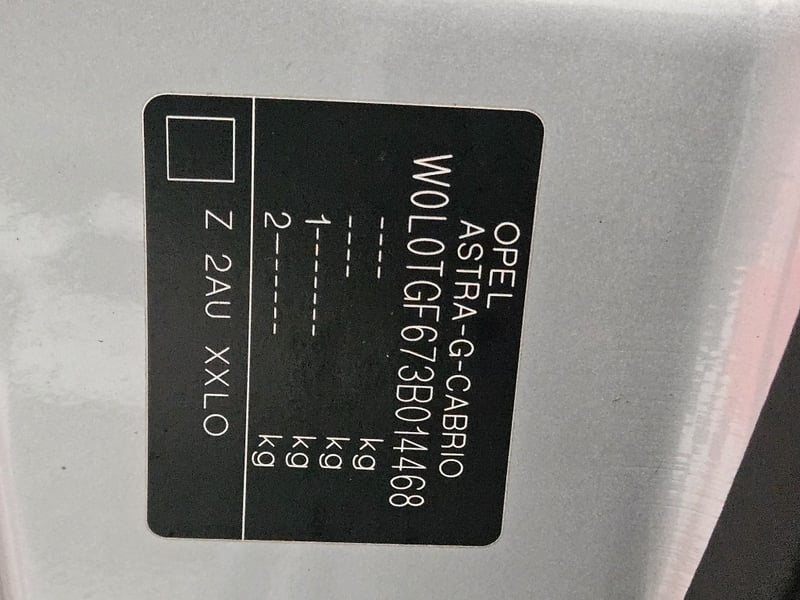 OPEL
ASTRA-G-CABRIO
W0L0TGF673B014468
---- kg
---- kg
1------ kg
2------ kg
Z 2AU XXLO